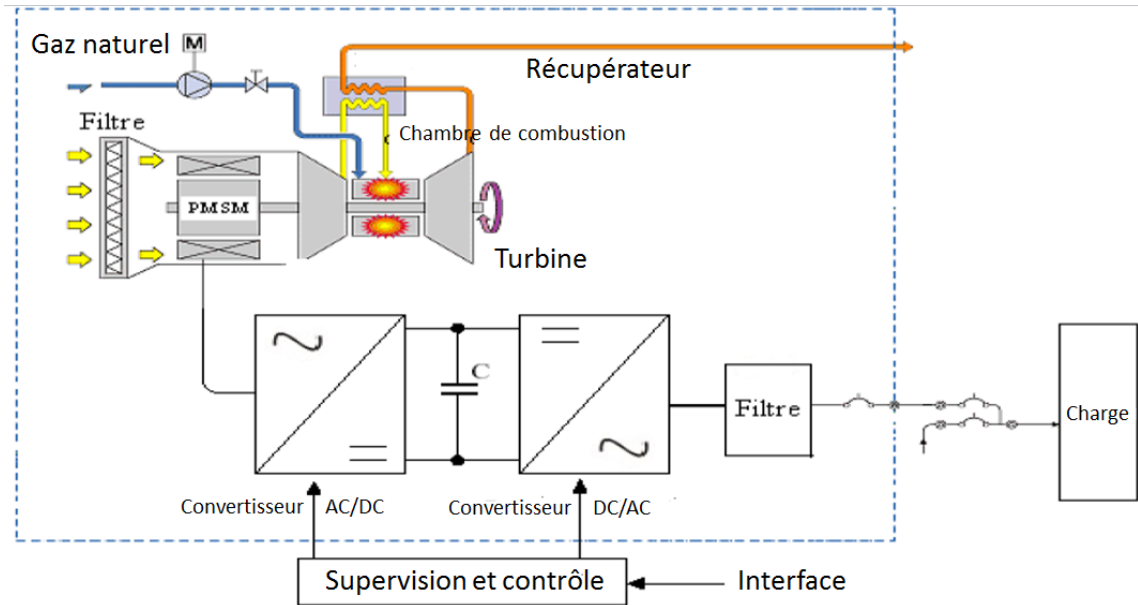 Gaz naturel
M
Récupérateur
Filtre
Chambre de combustion
PMSM
Turbine
C
Filtre
Charge
Convertisseur AC/DC
Convertisseur DC/AC
Supervision et contrôle
Interface